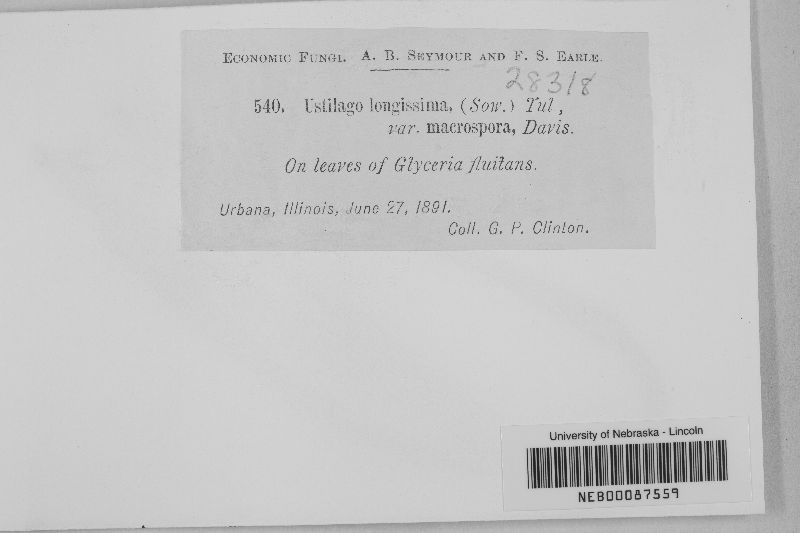 Economic Fungi. A. B. Seymour and F. S. Earle.
28318
540. Ustilago longissima, (Sow.) Tul,
var. macrospora, Davis.
On leaves of Glyceria fluitans.
Urbana, Illinois, June 27, 1891.
Coll. G. P. Clinton.
University of Nebraska - Lincoln
NEB00087559